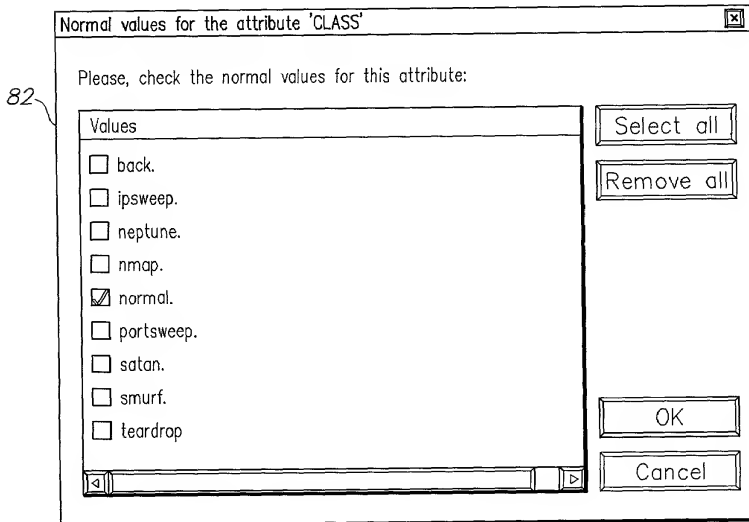 Normal values for the attribute 'CLASS'
Please, check the normal values for this attribute:
82
Values
Select all
back.
Remove all
ipsweep.
neptune.
nmap.
normal.
portsweep.
satan.
smurf.
OK
teardrop
Cancel